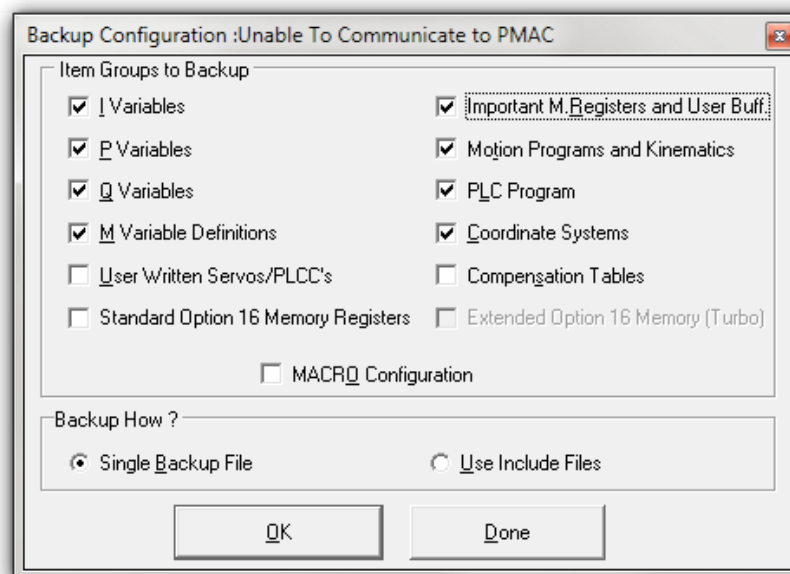 Backup Configuration :Unable To Communicate to PMAC
Item Groups to Backup
I Variables
Important M.Registers and User Buff.
P Variables
Motion Programs and Kinematics
Q Variables
PLC Program
M Variable Definitions
Coordinate Systems
User Written Servos/PLCC's
Compensation Tables
Standard Option 16 Memory Registers
Extended Option 16 Memory (Turbo)
MACRO Configuration
Backup How ?
Single Backup File
Use Include Files
OK
Done